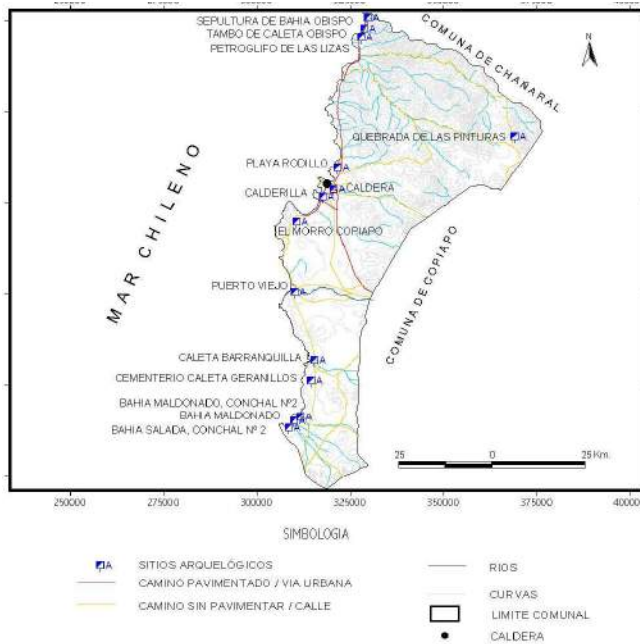 SEPULTURA DE BAHIA OBISPO
TAMBO DE CALETA OBISPO
PETROGLIFO DE LAS LIZAS
COMUNA DE CHAÑARAL
N
QUEBRADA DE LAS PINTURAS
A
PLAYA RODILLO
A
CALDERILLA
A
CALDERA
EL MORRO COPIAPO
A
MAR CHILENO
COMUNA DE COPIAPO
PUERTO VIEJO
A
CALETA BARRANQUILLA
A
CEMENTERIO CALETA GERANILLOS
A
BAHIA MALDONADO, CONCHAL Nº2
A
BAHIA MALDONADO
BAHIA SALADA, CONCHAL Nº 2
A
25 0 25 Km.
250000 275000 300000 325000 350000 375000 40000
SIMBOLOGIA
A SITIOS ARQUELÓGICOS
CAMINO PAVIMENTADO / VIA URBANA
CAMINO SIN PAVIMENTAR / CALLE
RIOS
CURVAS
LIMITE COMUNAL
CALDERA